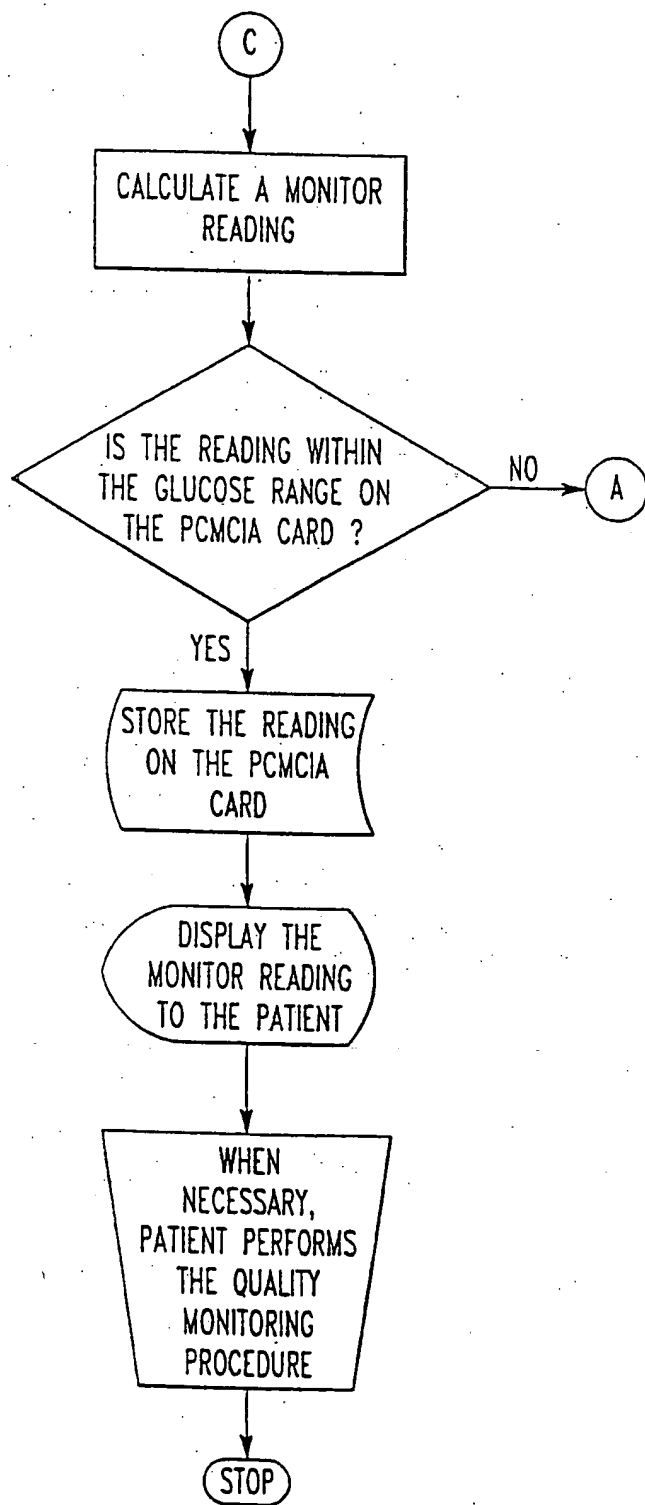 C
CALCULATE A MONITOR
READING
IS THE READING WITHIN
THE GLUCOSE RANGE ON
THE PCMCIA CARD ?
NO
A
YES
STORE THE READING
ON THE PCMCIA
CARD
DISPLAY THE
MONITOR READING
TO THE PATIENT
WHEN
NECESSARY,
PATIENT PERFORMS
THE QUALITY
MONITORING
PROCEDURE
STOP